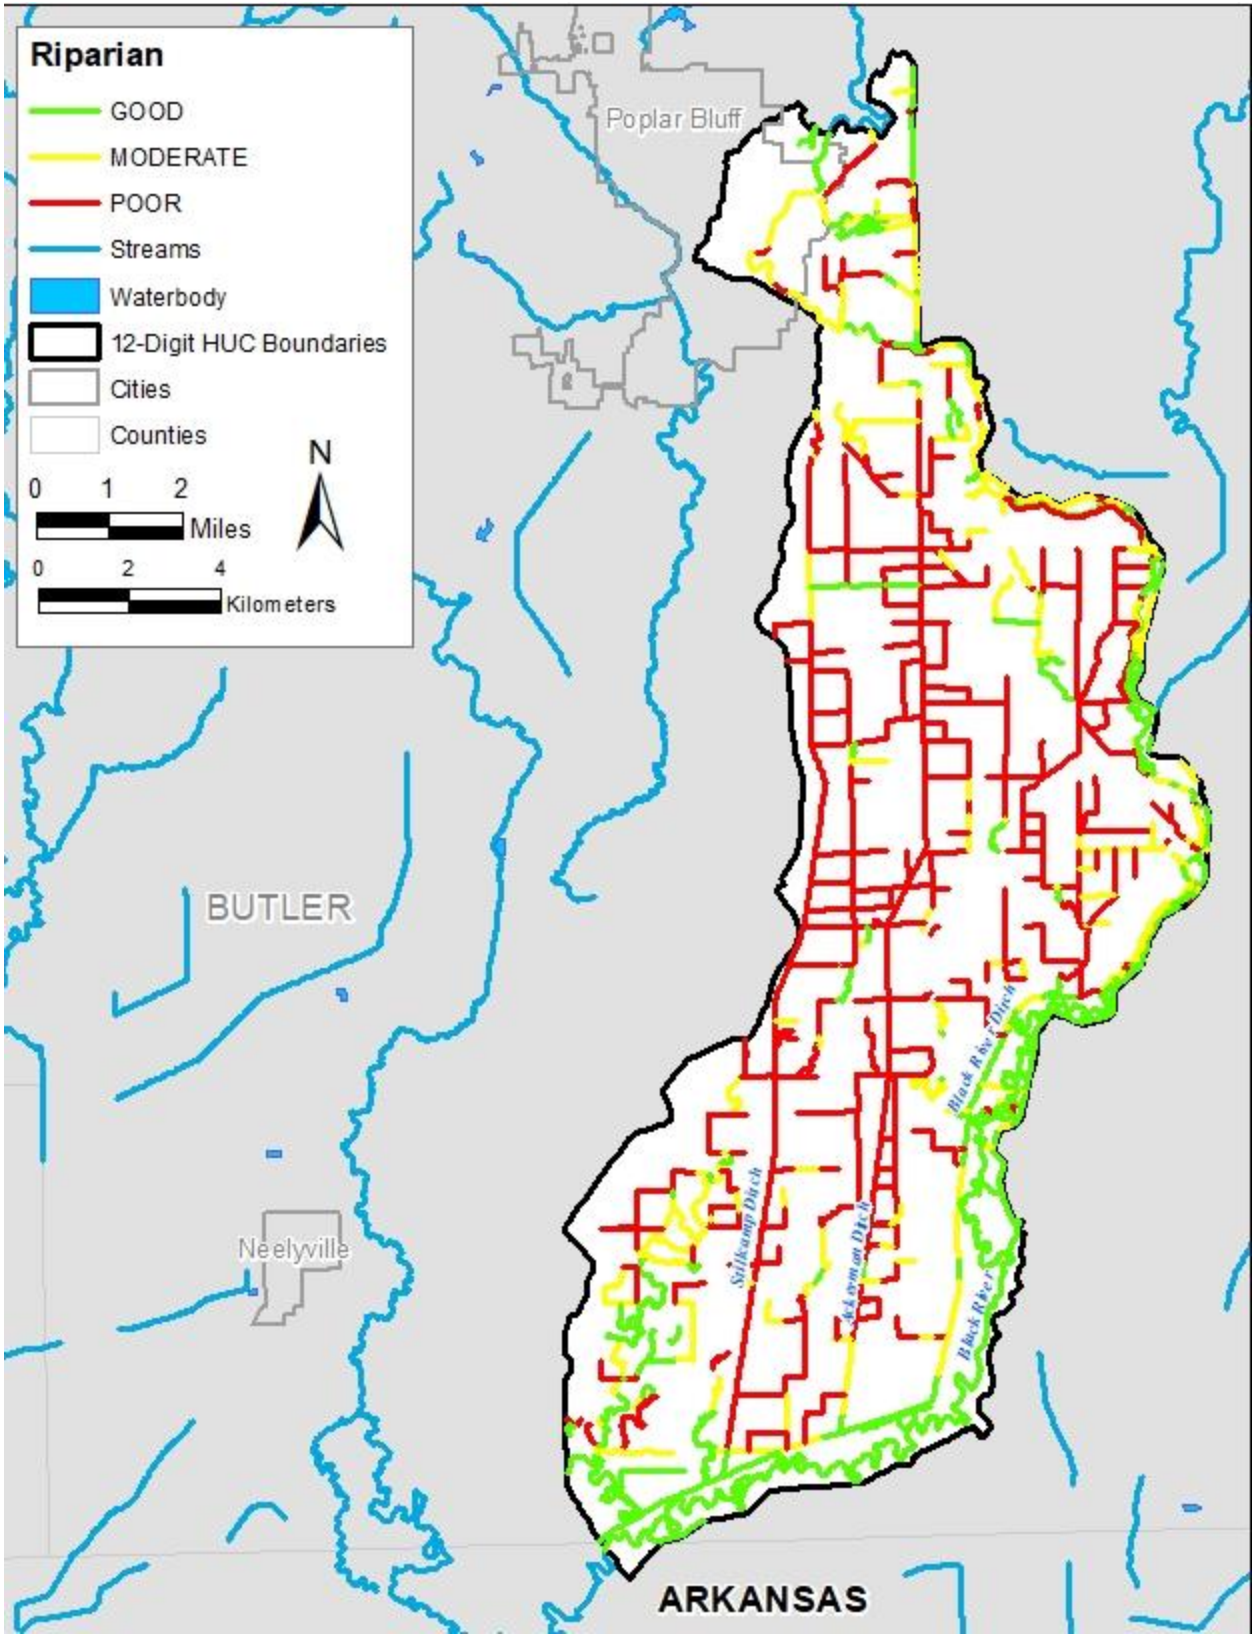 Riparian
GOOD
MODERATE
POOR
Streams
Waterbody
12-Digit HUC Boundaries
Cities
Counties
N
0 1 2
Miles
0 2 4
Kilometers
Poplar Bluff
BUTLER
Neelyville
Black River Ditch
Stillcamp Ditch
Ackerman Ditch
Black River
ARKANSAS